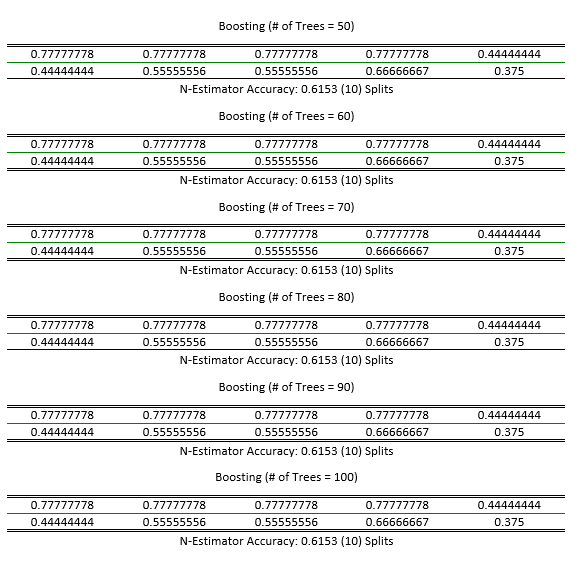 Boosting (# of Trees = 50)
0.77777778 0.77777778 0.77777778 0.77777778 0.44444444
0.44444444 0.55555556 0.55555556 0.66666667 0.375
N-Estimator Accuracy: 0.6153 (10) Splits
Boosting (# of Trees = 60)
0.77777778 0.77777778 0.77777778 0.77777778 0.44444444
0.44444444 0.55555556 0.55555556 0.66666667 0.375
N-Estimator Accuracy: 0.6153 (10) Splits
Boosting (# of Trees = 70)
0.77777778 0.77777778 0.77777778 0.77777778 0.44444444
0.44444444 0.55555556 0.55555556 0.66666667 0.375
N-Estimator Accuracy: 0.6153 (10) Splits
Boosting (# of Trees = 80)
0.77777778 0.77777778 0.77777778 0.77777778 0.44444444
0.44444444 0.55555556 0.55555556 0.66666667 0.375
N-Estimator Accuracy: 0.6153 (10) Splits
Boosting (# of Trees = 90)
0.77777778 0.77777778 0.77777778 0.77777778 0.44444444
0.44444444 0.55555556 0.55555556 0.66666667 0.375
N-Estimator Accuracy: 0.6153 (10) Splits
Boosting (# of Trees = 100)
0.77777778 0.77777778 0.77777778 0.77777778 0.44444444
0.44444444 0.55555556 0.55555556 0.66666667 0.375
N-Estimator Accuracy: 0.6153 (10) Splits